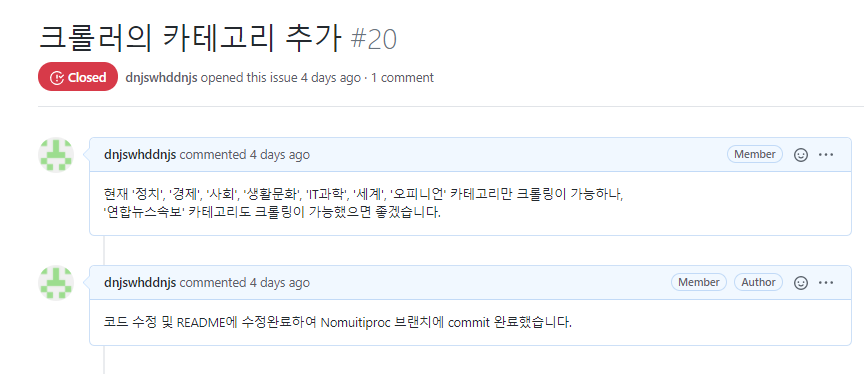 크롤러의 카테고리 추가 #20
Closed dnjswhddnjs opened this issue 4 days ago · 1 comment
dnjswhddnjs commented 4 days ago Member
현재 '정치', '경제', '사회', '생활문화', 'IT과학', '세계', '오피니언' 카테고리만 크롤링이 가능하나,
'연합뉴스속보' 카테고리도 크롤링이 가능했으면 좋겠습니다.
dnjswhddnjs commented 4 days ago Member Author
코드 수정 및 README에 수정완료하여 Nomuitiproc 브랜치에 commit 완료했습니다.